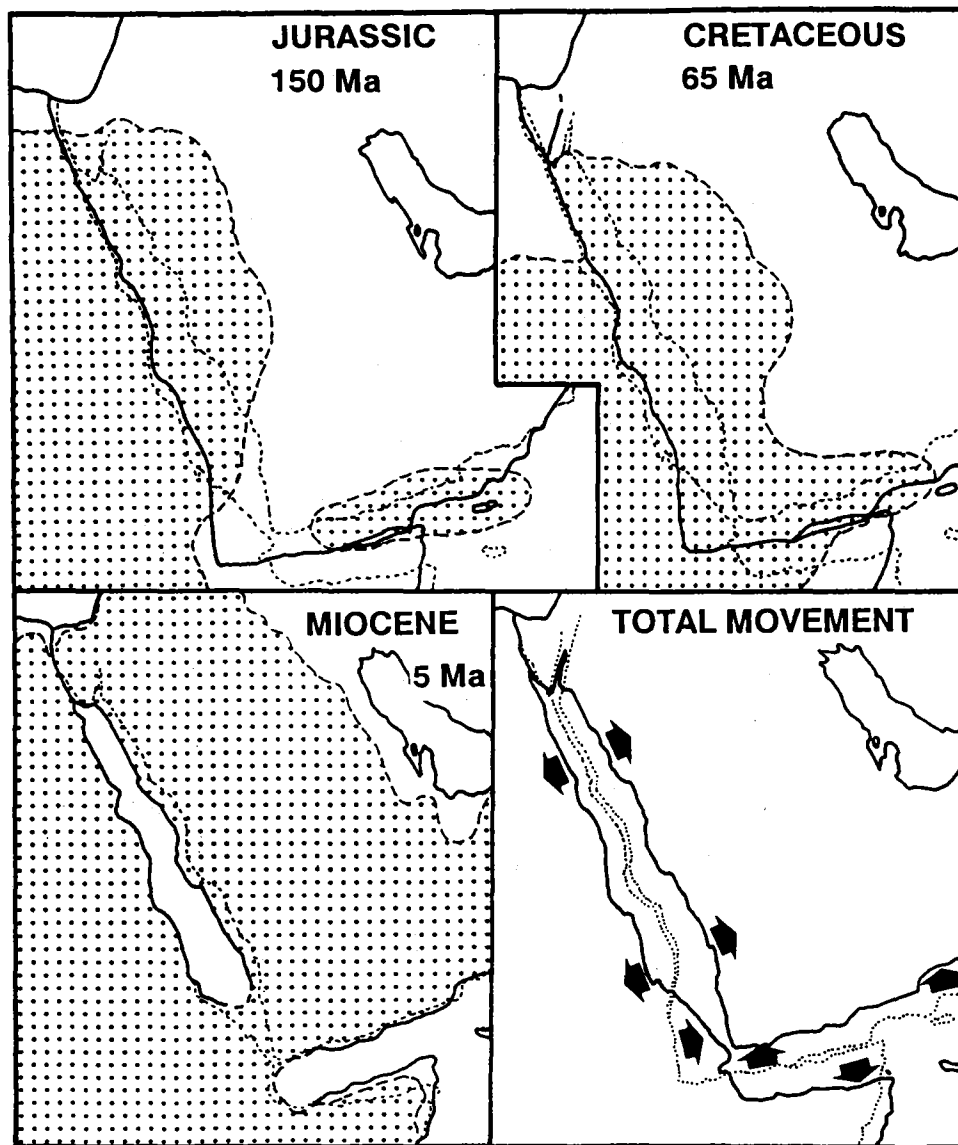 JURASSIC
150 Ma
CRETACEOUS
65 Ma
MIOCENE
5 Ma
TOTAL MOVEMENT